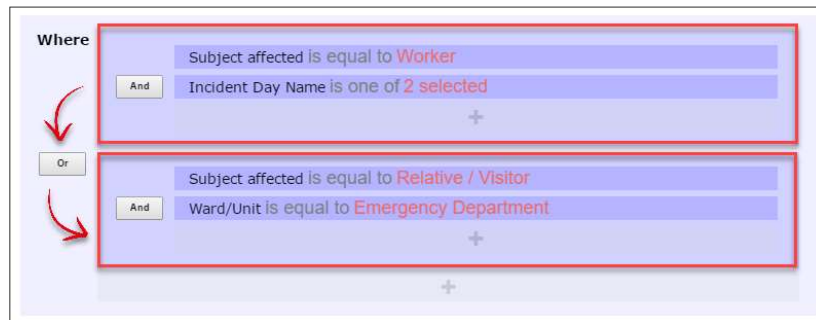 Where
Subject affected is equal to Worker
And
Incident Day Name is one of 2 selected
Or
Subject affected is equal to Relative / Visitor
And
Ward/Unit is equal to Emergency Department